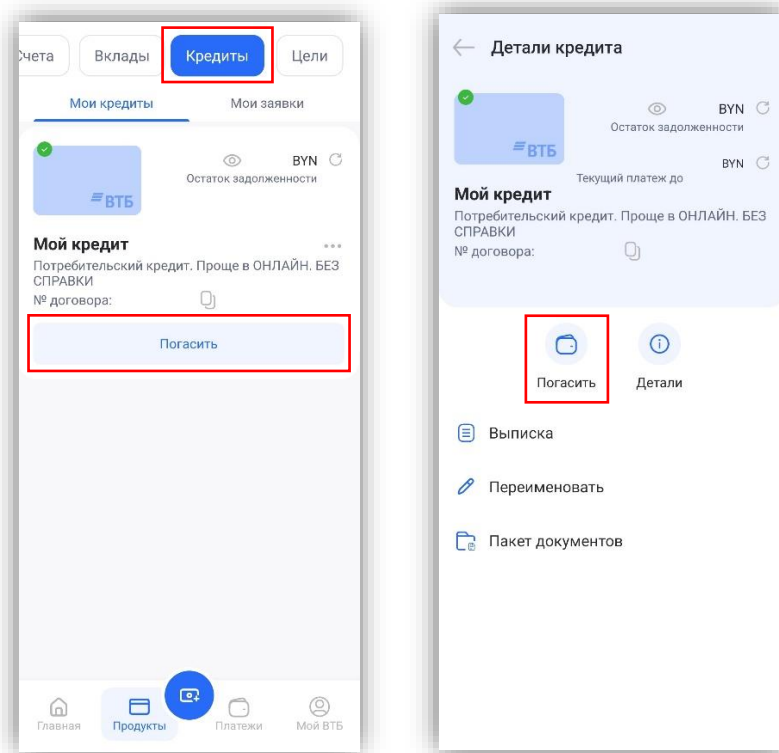 Счета
Вклады
Кредиты
Цели
Мои кредиты
Мои заявки
BYN
Остаток задолженности
ВТБ
Мой кредит
Потребительский кредит. Проще в ОНЛАЙН. БЕЗ
СПРАВКИ
№ договора:
Погасить
Главная
Продукты
Платежи
Мой ВТБ
Детали кредита
BYN
Остаток задолженности
ВТБ
BYN
Текущий платеж до
Мой кредит
Потребительский кредит. Проще в ОНЛАЙН. БЕЗ
СПРАВКИ
№ договора:
Погасить
Детали
Выписка
Переименовать
Пакет документов